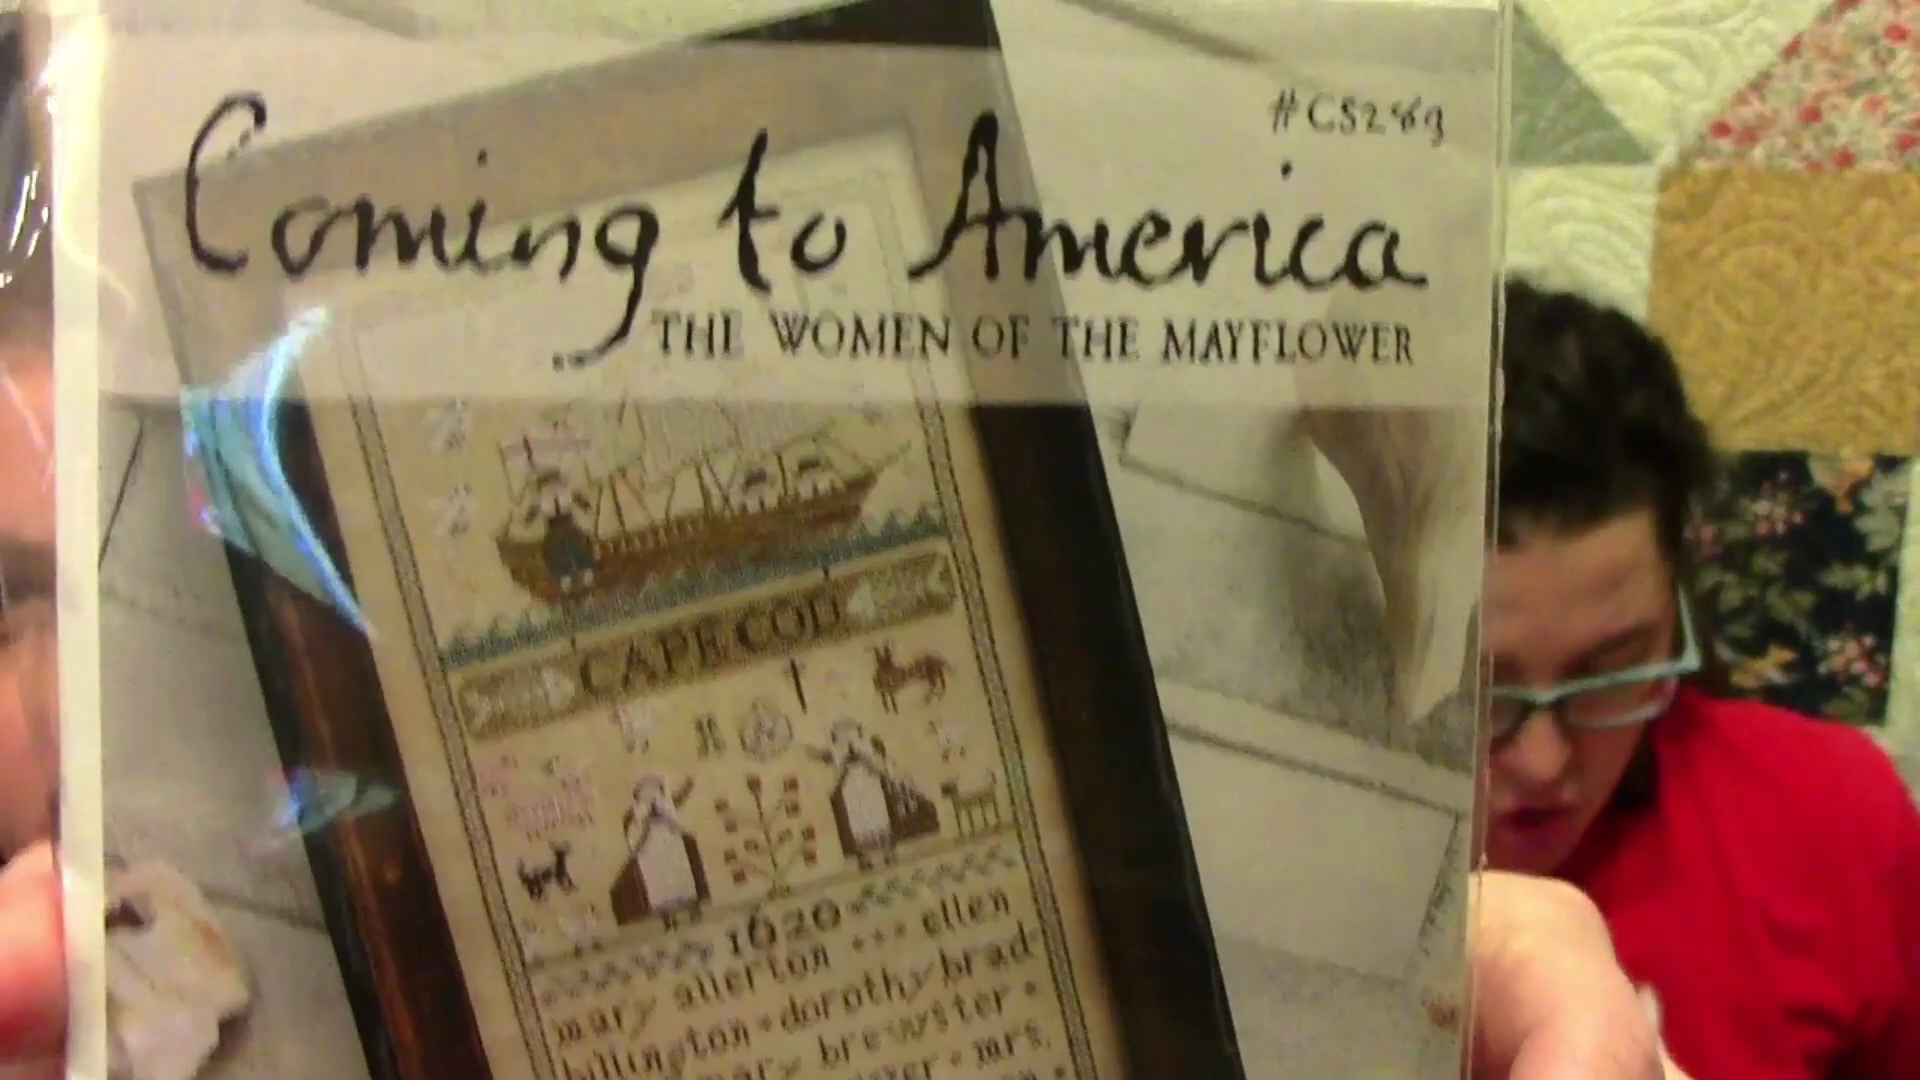 #CS289
Coming to America
THE WOMEN OF THE MAYFLOWER
CAPE COD
1620
mary allerton +++ ellen
billington + dorothy brad-
mary brewster +
mrs.